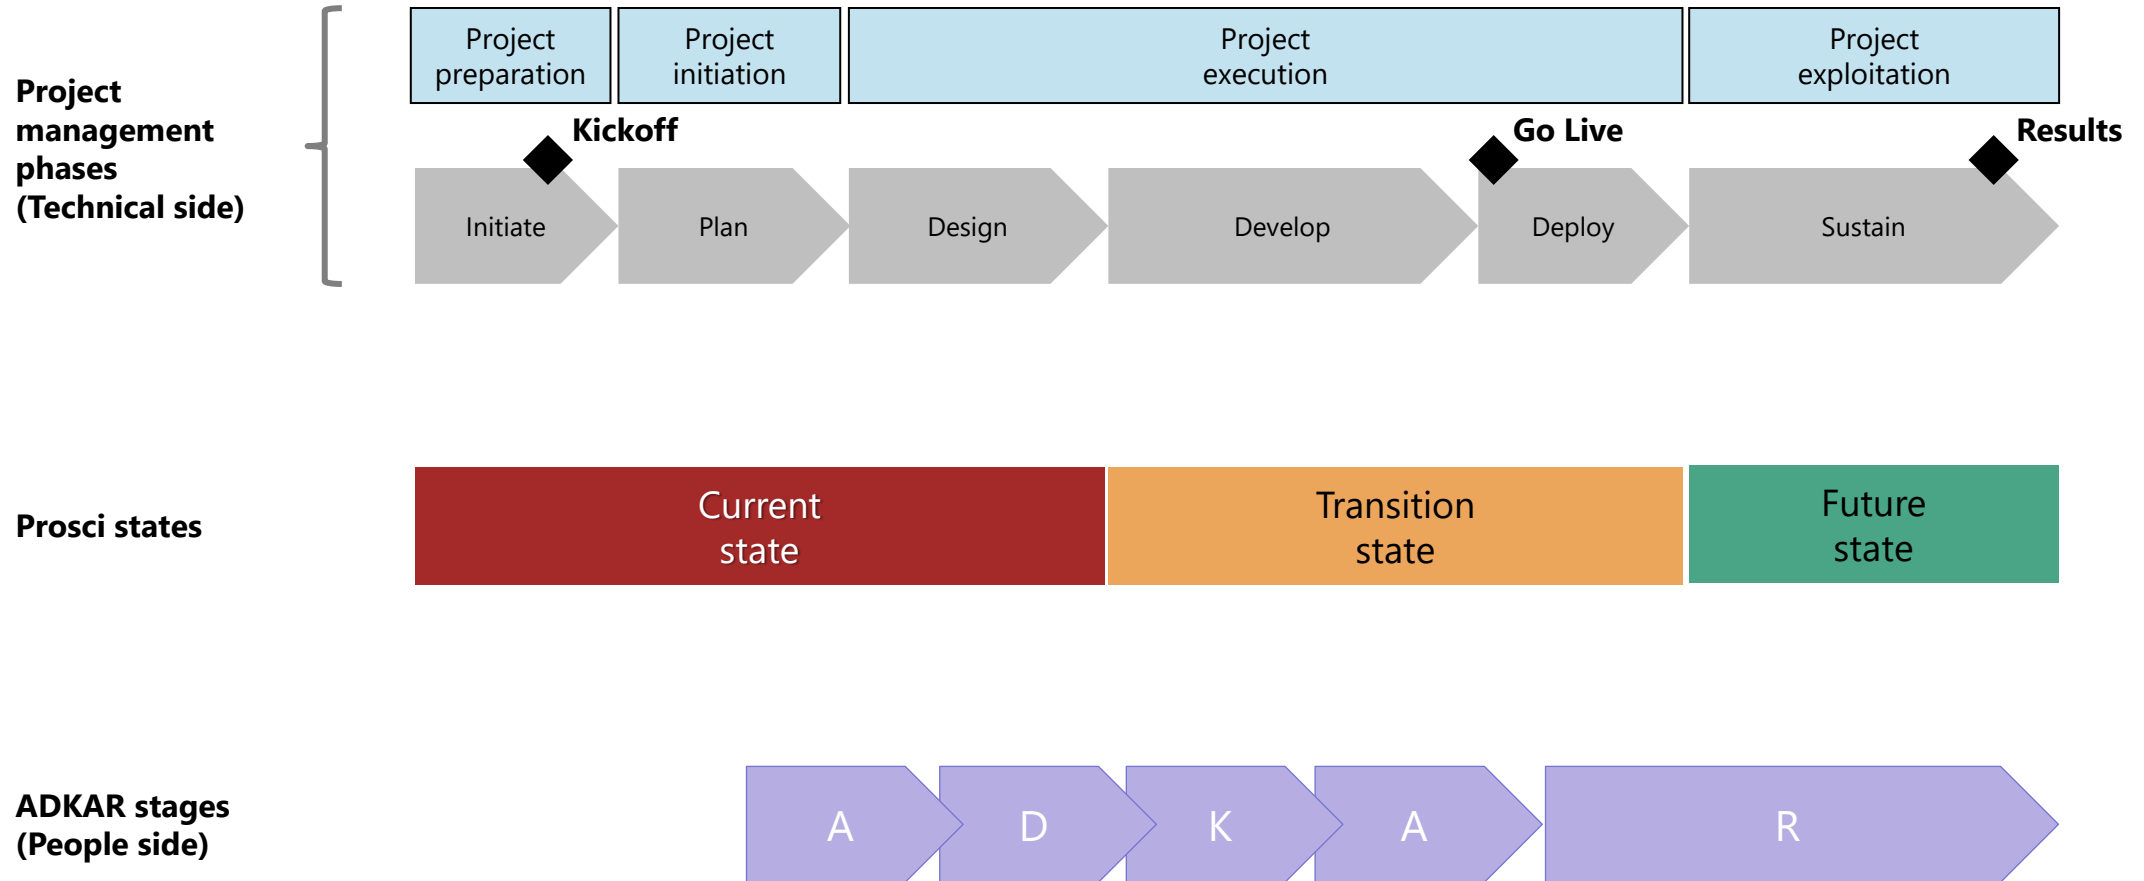 Project
preparation
Project
initiation
Project
execution
Project
exploitation
Project
management
phases
(Technical side)
Kickoff
Go Live
Results
Initiate
Plan
Design
Develop
Deploy
Sustain
Prosci states
Current
state
Transition
state
Future
state
ADKAR stages
(People side)
A
D
K
A
R